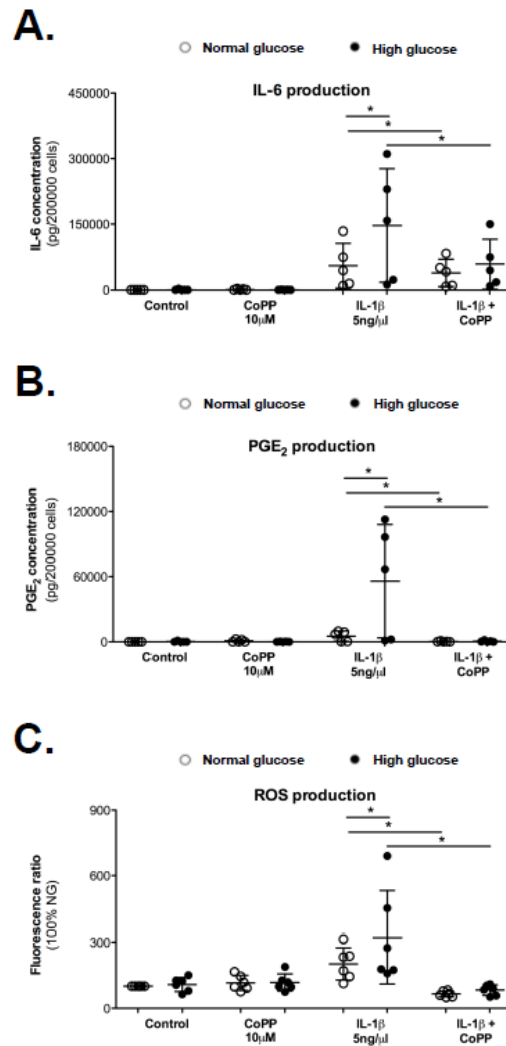 A.
Normal glucose High glucose
IL-6 production
IL-6 concentration
(pg/200000 cells)
450000
*
*
300000
*
150000
0
Control CoPP IL-1β IL-1β +
10μM 5ng/μl CoPP
B.
Normal glucose High glucose
PGE₂ production
PGE₂ concentration
(pg/200000 cells)
180000
*
*
120000
*
60000
0
Control CoPP IL-1β IL-1β +
10μM 5ng/μl CoPP
C.
Normal glucose High glucose
ROS production
Fluorescence ratio
(100% NG)
900
*
*
*
600
300
0
Control CoPP IL-1β IL-1β +
10μM 5ng/μl CoPP